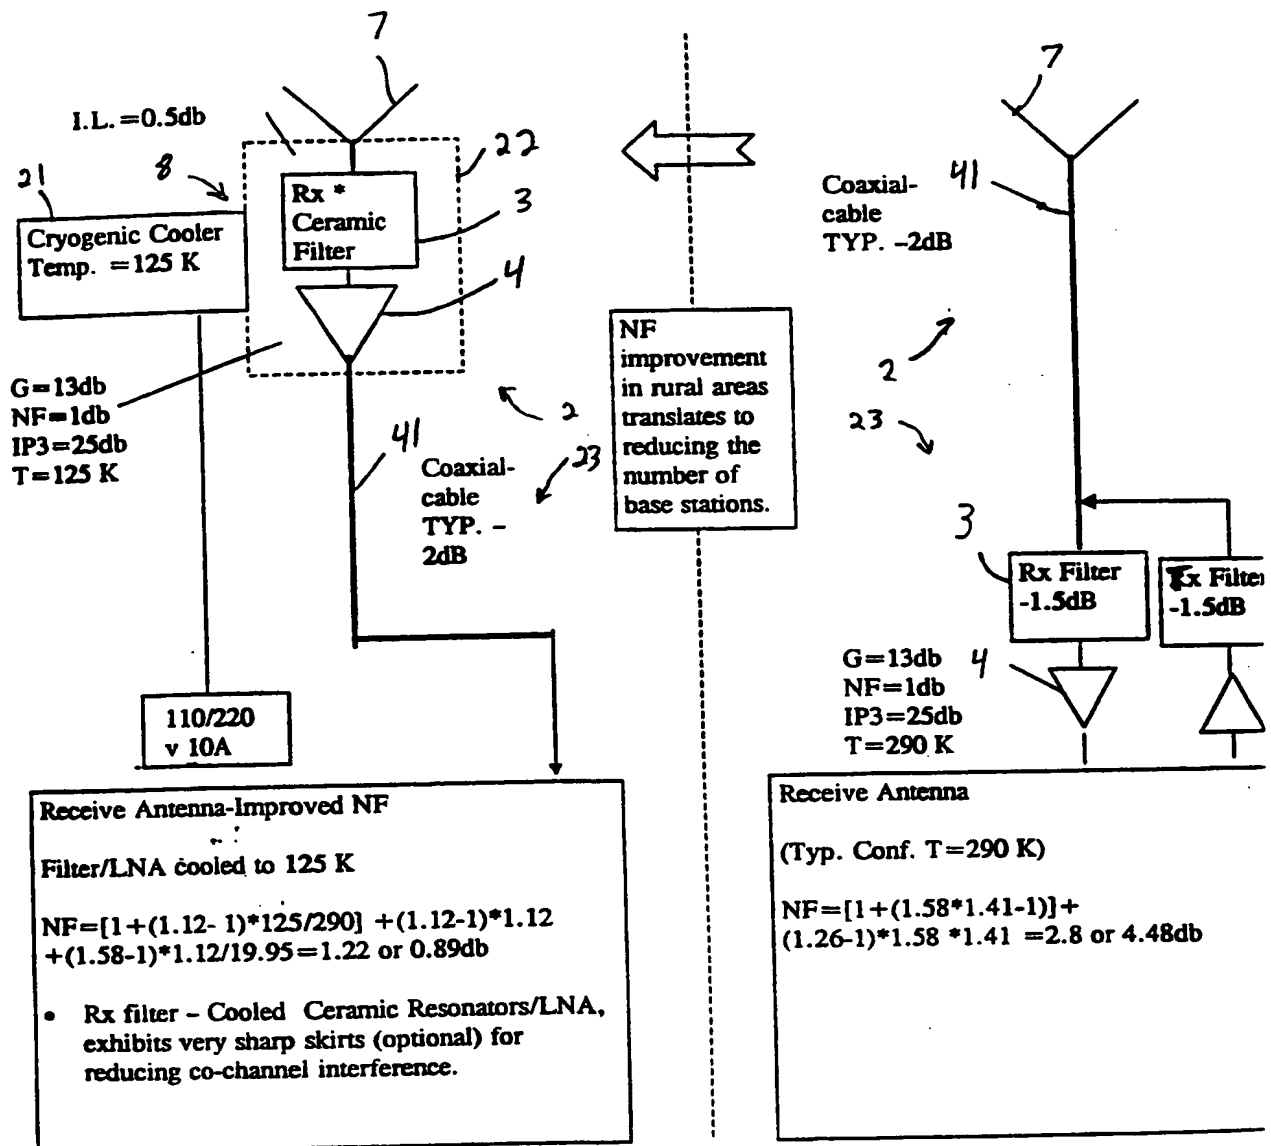 7
I.L.=0.5db
22
8
21
Rx *
Ceramic
Filter
3
Cryogenic Cooler
Temp. =125 K
4
G=13db
NF=1db
IP3=25db
T=125 K
2
41
Coaxial-
cable
TYP. -
2dB
23
110/220
v 10A
Receive Antenna-Improved NF
Filter/LNA cooled to 125 K
NF=[1+(1.12- 1)*125/290] +(1.12-1)*1.12
+(1.58-1)*1.12/19.95=1.22 or 0.89db
• Rx filter – Cooled Ceramic Resonators/LNA,
exhibits very sharp skirts (optional) for
reducing co-channel interference.
NF
improvement
in rural areas
translates to
reducing the
number of
base stations.
7
Coaxial-
cable
TYP. -2dB
41
2
23
3
Rx Filter
-1.5dB
Tx Filter
-1.5dB
G=13db
NF=1db
IP3=25db
T=290 K
4
Receive Antenna
(Typ. Conf. T=290 K)
NF=[1+(1.58*1.41-1)]+
(1.26-1)*1.58 *1.41 =2.8 or 4.48db